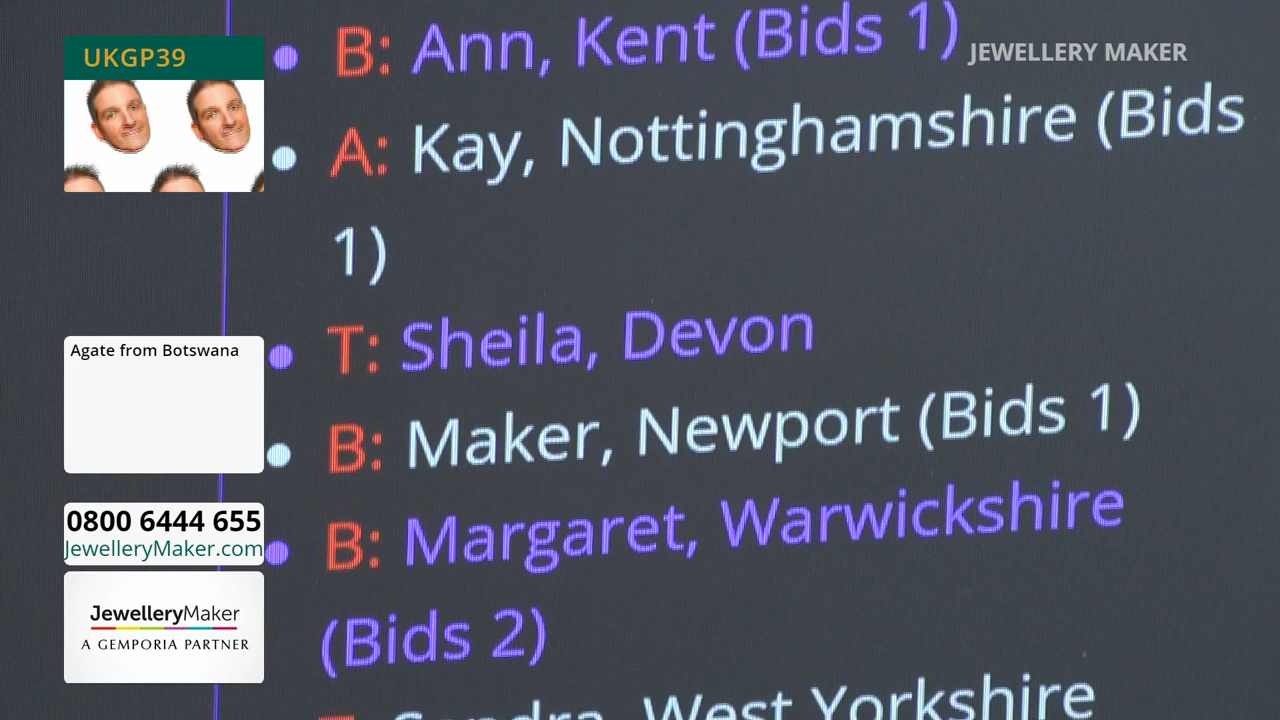 UKGP39
B: Ann, Kent (Bids 1)
JEWELLERY MAKER
A: Kay, Nottinghamshire (Bids
1)
T: Sheila, Devon
Agate from Botswana
B: Maker, Newport (Bids 1)
B: Margaret, Warwickshire
(Bids 2)
0800 6444 655
JewelleryMaker.com
JewelleryMaker
A GEMPORIA PARTNER
T: Sandra, West Yorkshire